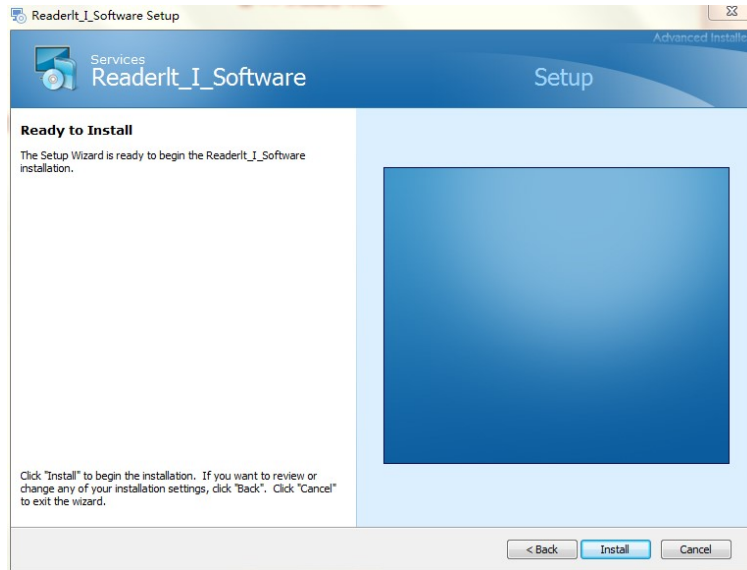 Readerlt_I_Software Setup
Advanced Installe
Services
Readerlt_I_Software
Setup
Ready to Install
The Setup Wizard is ready to begin the Readerlt_I_Software
installation.
Click "Install" to begin the installation. If you want to review or
change any of your installation settings, click "Back". Click "Cancel"
to exit the wizard.
< Back
Install
Cancel